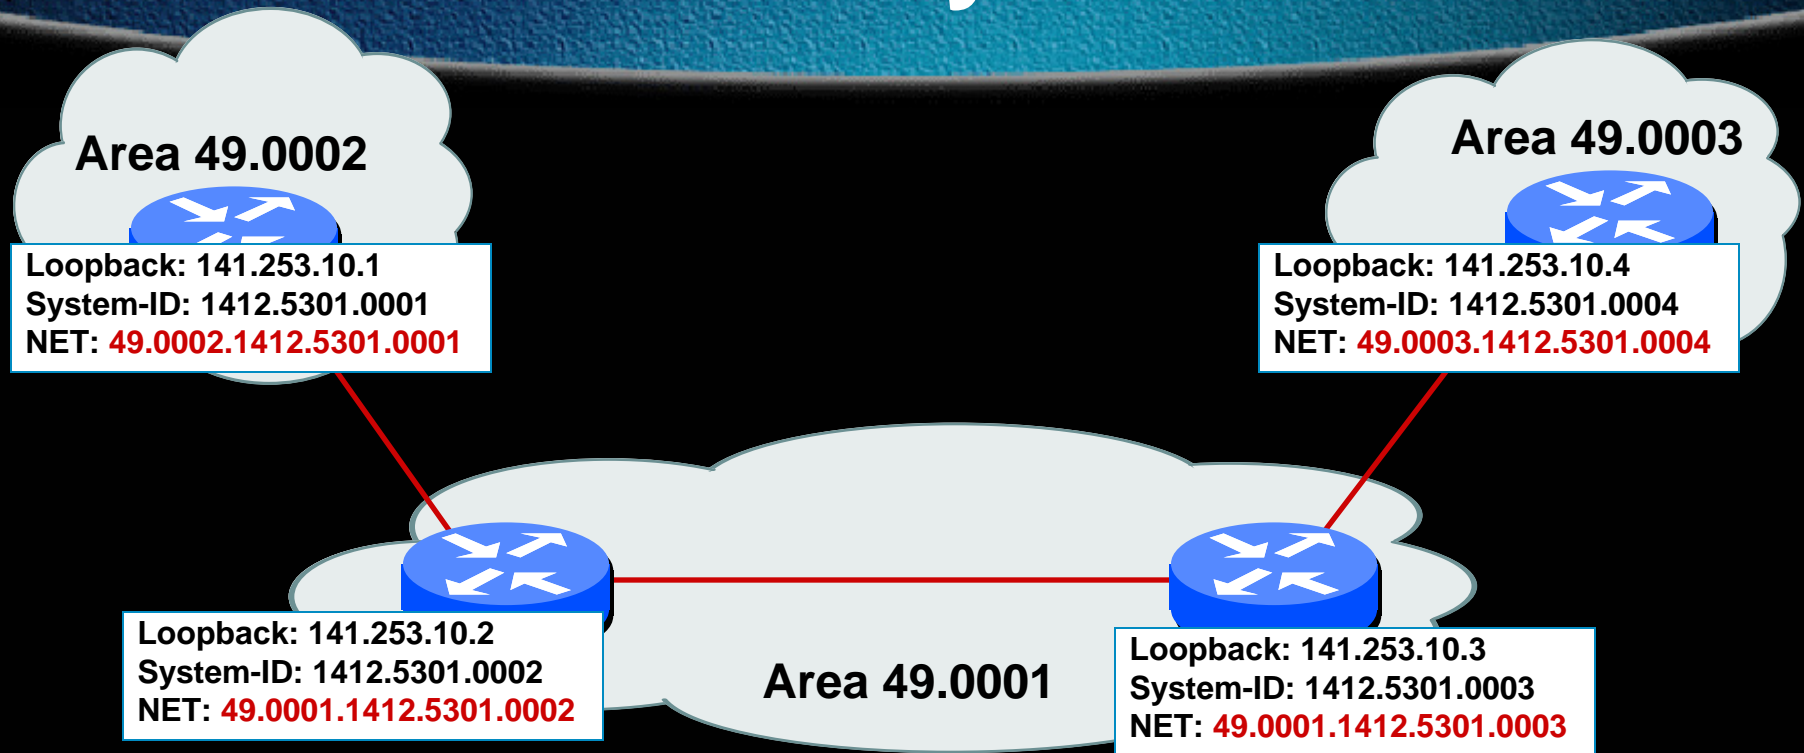 Area 49.0002
Loopback: 141.253.10.1
System-ID: 1412.5301.0001
NET: 49.0002.1412.5301.0001
Area 49.0003
Loopback: 141.253.10.4
System-ID: 1412.5301.0004
NET: 49.0003.1412.5301.0004
Loopback: 141.253.10.2
System-ID: 1412.5301.0002
NET: 49.0001.1412.5301.0002
Area 49.0001
Loopback: 141.253.10.3
System-ID: 1412.5301.0003
NET: 49.0001.1412.5301.0003